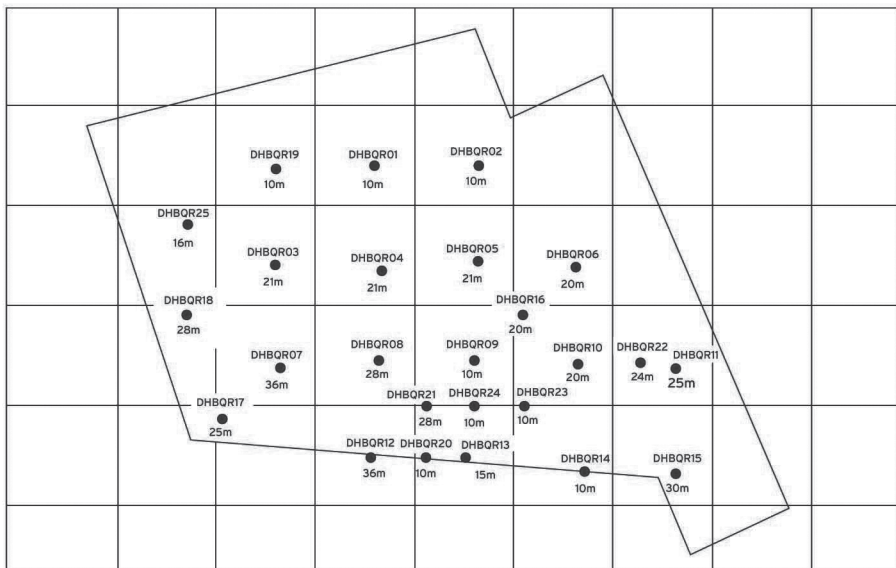 DHBQR19
10m
DHBQR01
10m
DHBQR02
10m
DHBQR25
16m
DHBQR03
21m
DHBQR04
21m
DHBQR05
21m
DHBQR06
20m
DHBQR18
28m
DHBQR16
20m
DHBQR07
36m
DHBQR08
28m
DHBQR09
10m
DHBQR10
20m
DHBQR22
24m
DHBQR11
25m
DHBQR17
25m
DHBQR21
28m
DHBQR24
10m
DHBQR23
10m
DHBQR12
36m
DHBQR20
10m
DHBQR13
15m
DHBQR14
10m
DHBQR15
30m